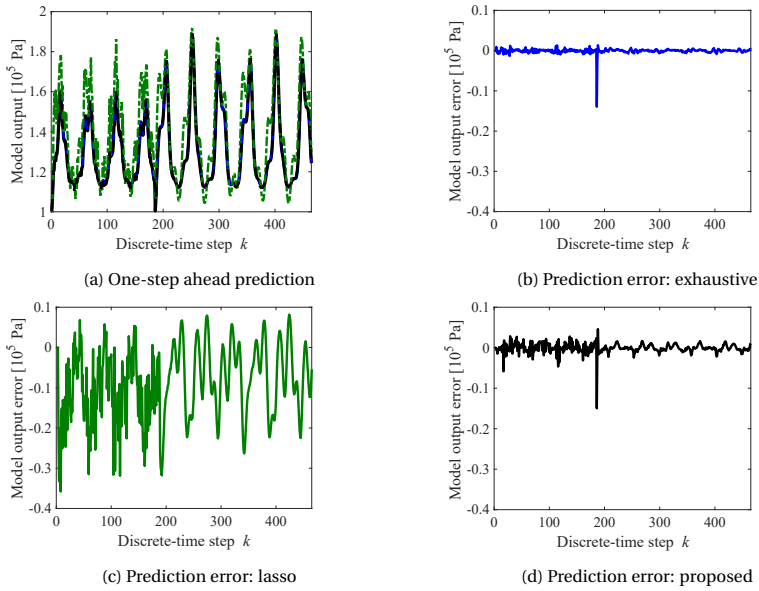 2
1.8
1.6
1.4
1.2
1
0 100 200 300 400
Model output [10^5 Pa]
Discrete-time step k
(a) One-step ahead prediction
0.1
0
-0.1
-0.2
-0.3
-0.4
0 100 200 300 400
Model output error [10^5 Pa]
Discrete-time step k
(b) Prediction error: exhaustive
0.1
0
-0.1
-0.2
-0.3
-0.4
0 100 200 300 400
Model output error [10^5 Pa]
Discrete-time step k
(c) Prediction error: lasso
0.1
0
-0.1
-0.2
-0.3
-0.4
0 100 200 300 400
Model output error [10^5 Pa]
Discrete-time step k
(d) Prediction error: proposed